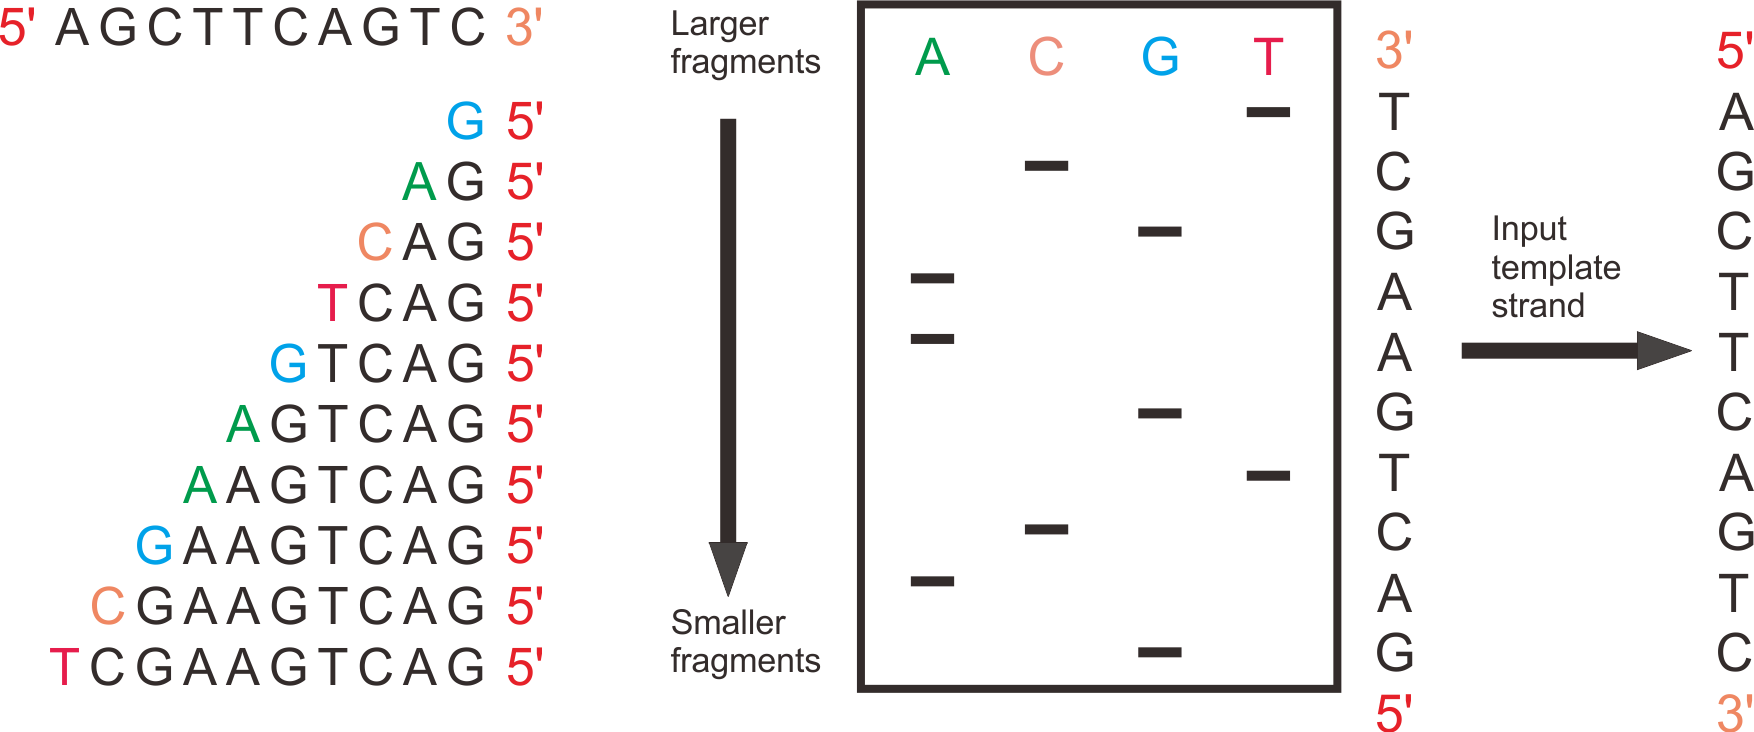 5' AGCTTCAGTC 3'
G 5'
AG 5'
CAG 5'
TCAG 5'
GTCAG 5'
AGTCAG 5'
AAGTCAG 5'
GAAGTCAG 5'
CGAAGTCAG 5'
TCGAAGTCAG 5'
Larger
fragments
Smaller
fragments
A C G T
3'
T
C
G
A
A
G
T
C
A
G
5'
Input
template
strand
5'
A
G
C
T
T
C
A
G
T
C
3'